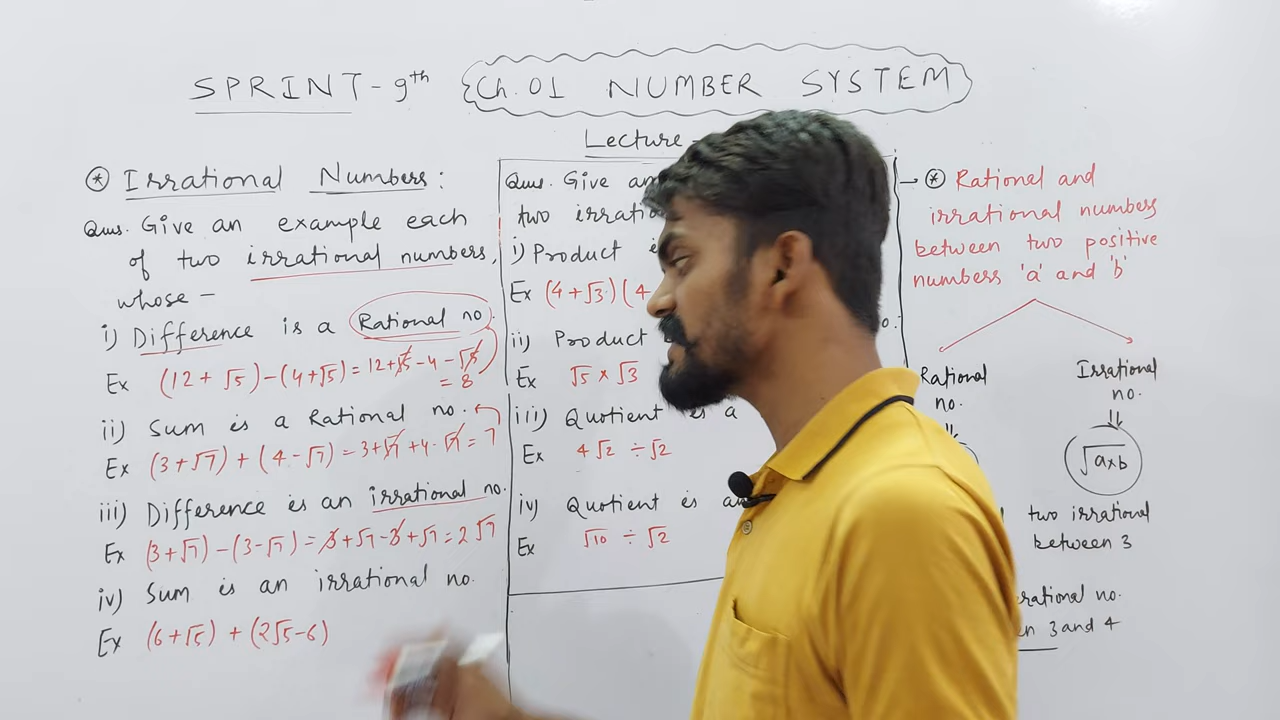 SPRINT-9th Ch.01 NUMBER SYSTEM
Lecture -
* Irrational Numbers:
Ques. Give an example each
of two irrational numbers,
whose -
i) Difference is a Rational no.
Ex (12 + √5) - (4+√5) = 12+√5 - 4 - √5
= 8
ii) Sum is a Rational no.
Ex (3+√7) + (4-√7) = 3+√7 + 4 - √7 = 7
iii) Difference is an irrational no.
Ex (3+√7) - (3-√7) = 3+√7 - 3 + √7 = 2√7
iv) Sum is an irrational no.
Ex (6+√5) + (2√5-6)
Ques. Give an
two
i) Product
Ex (4+√3) (4
ii) Product
no.
Ex √5 × √3
iii) Quotient is a
Ex 4√2 ÷ √2
iv) Quotient is
Ex √10 ÷ √2
→ * Rational and
irrational numbers
between two positive
numbers 'a' and 'b'
Rational no.
Irrational no.
√a×b
two irrational
between 3
no.
3 and 4